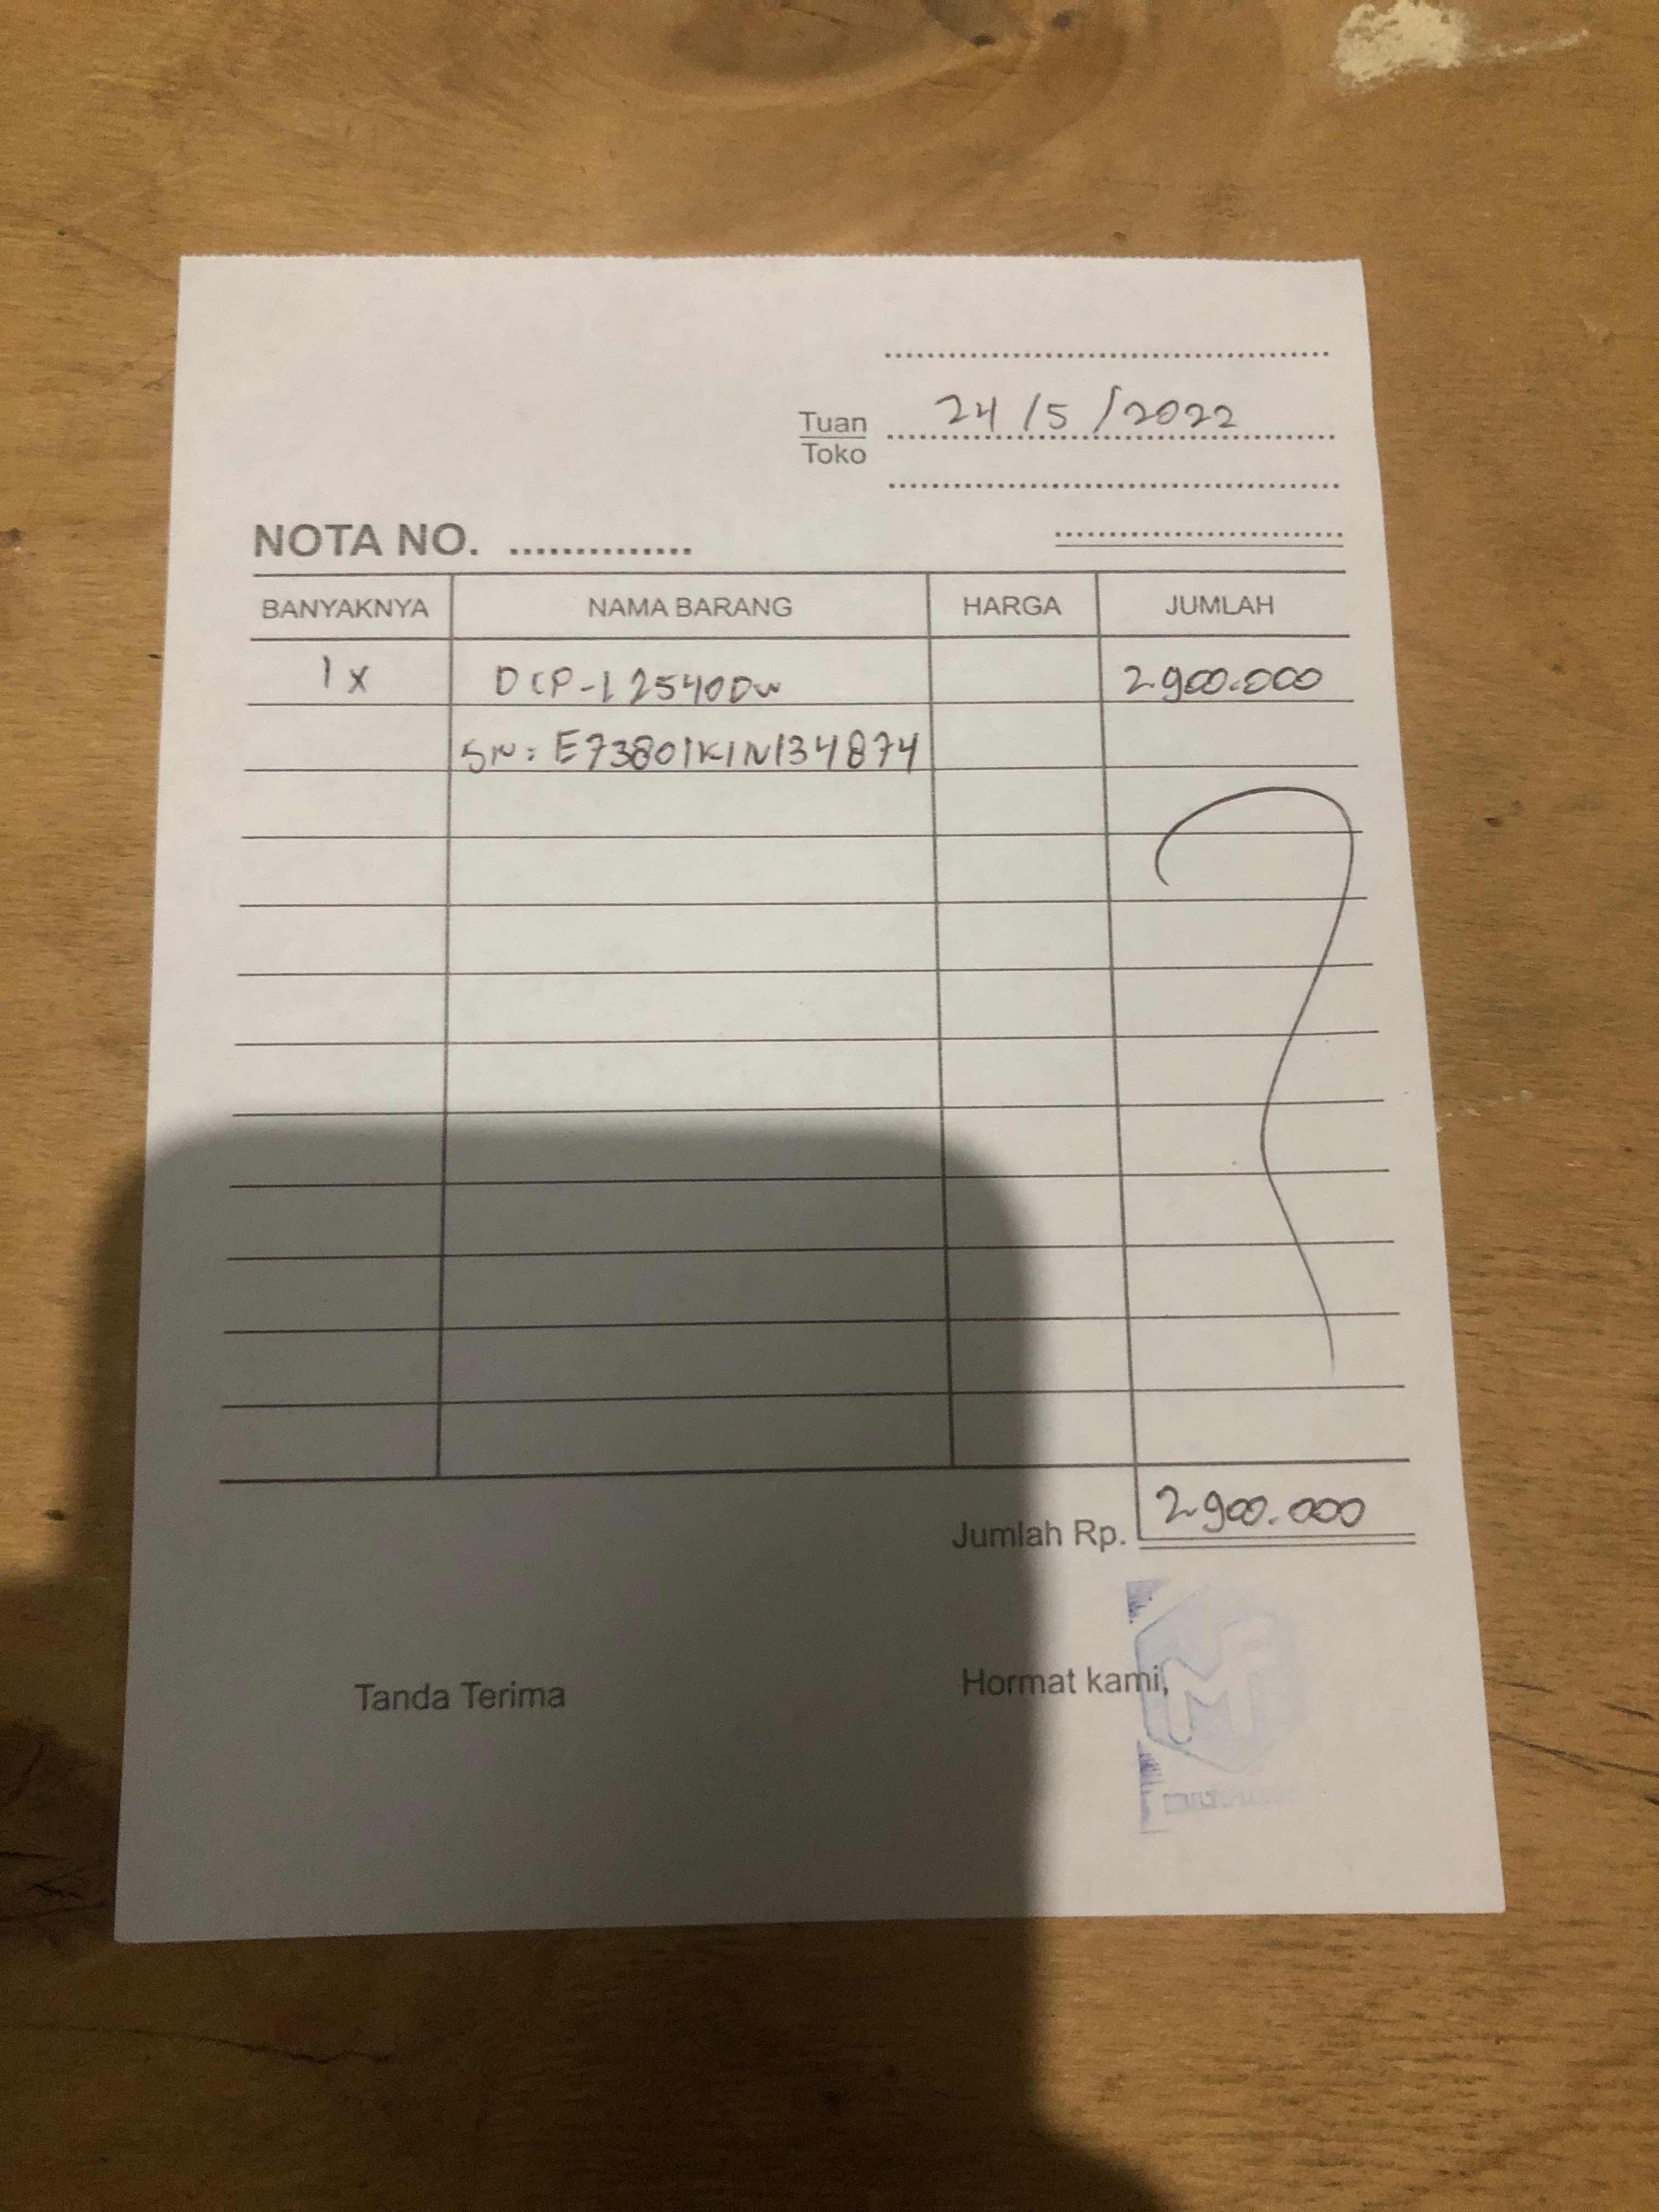 24/5/2022
Tuan
Toko
NOTA NO. ..............
BANYAKNYA NAMA BARANG HARGA JUMLAH
1x DCP-L2540DW 2.900.000
SN: E73801K1N134874
Jumlah Rp. 2.900.000
Tanda Terima Hormat kami,